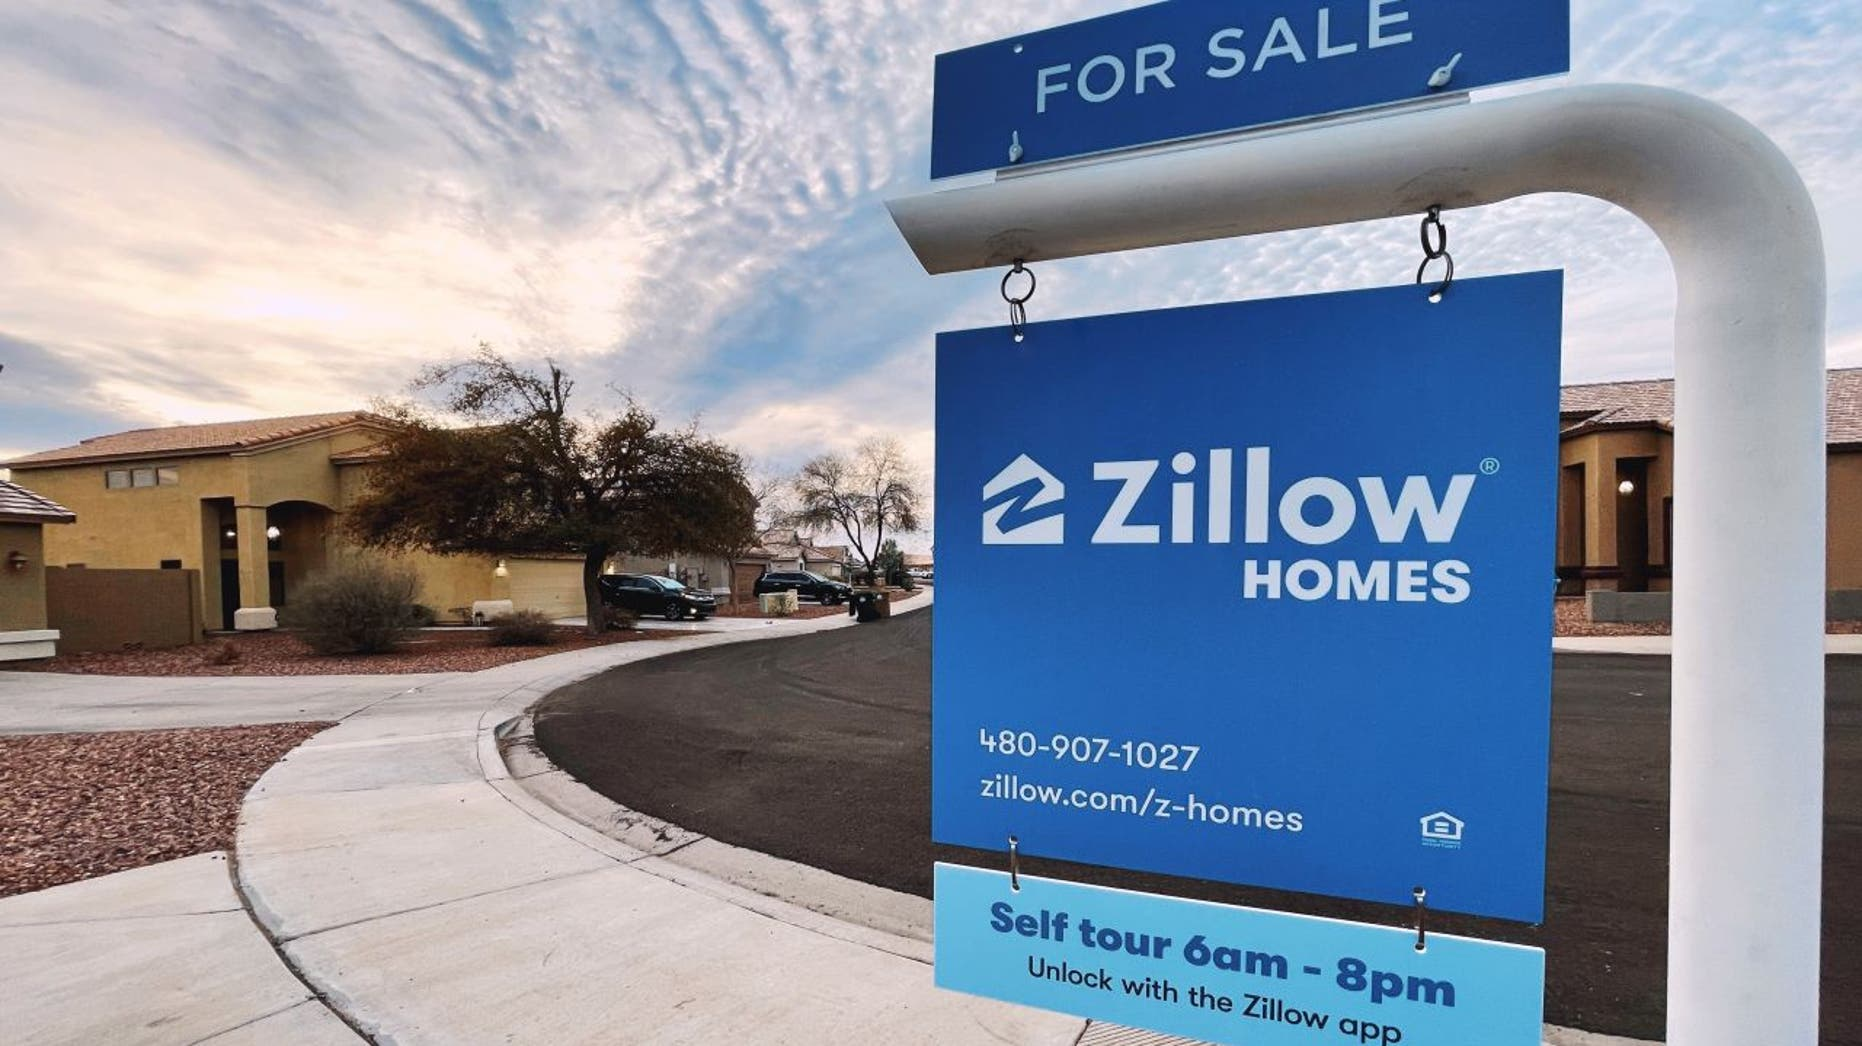 FOR SALE
Zillow®
HOMES
480-907-1027
zillow.com/z-homes
Self tour 6am - 8pm
Unlock with the Zillow app